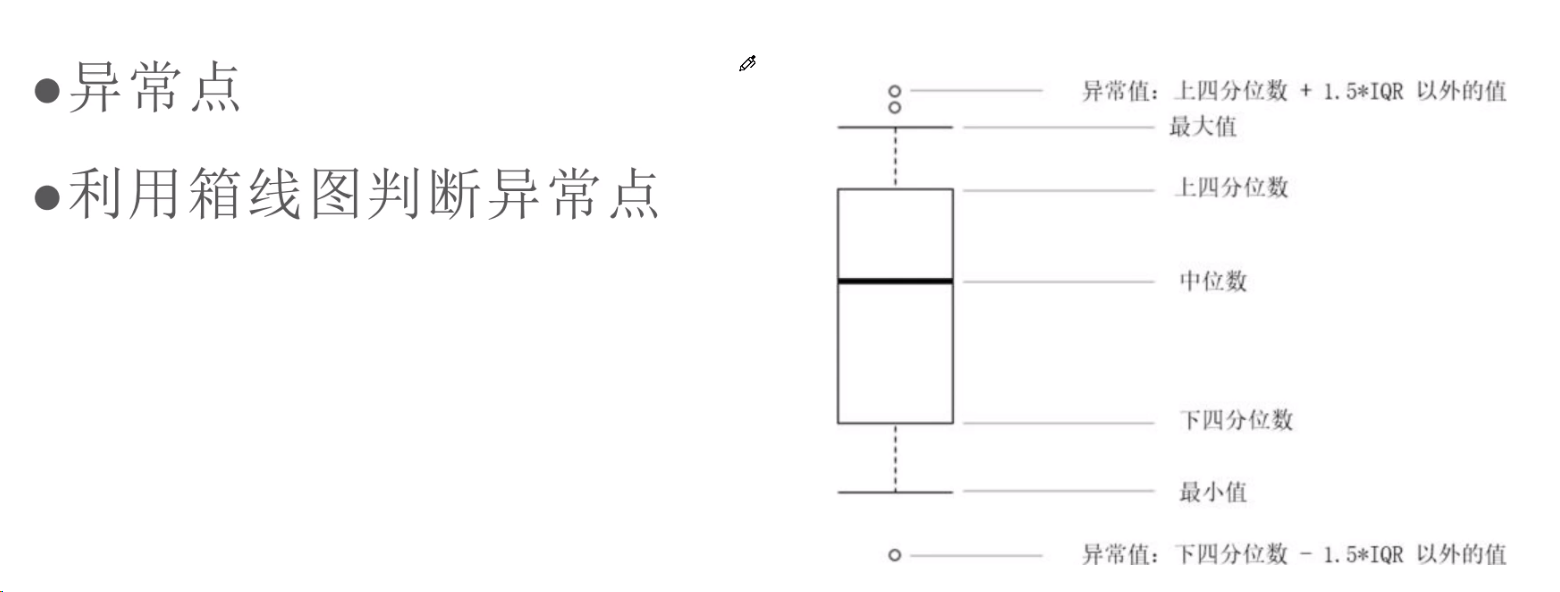 ●异常点
●利用箱线图判断异常点
异常值：上四分位数 + 1.5*IQR 以外的值
最大值
上四分位数
中位数
下四分位数
最小值
异常值：下四分位数 - 1.5*IQR 以外的值